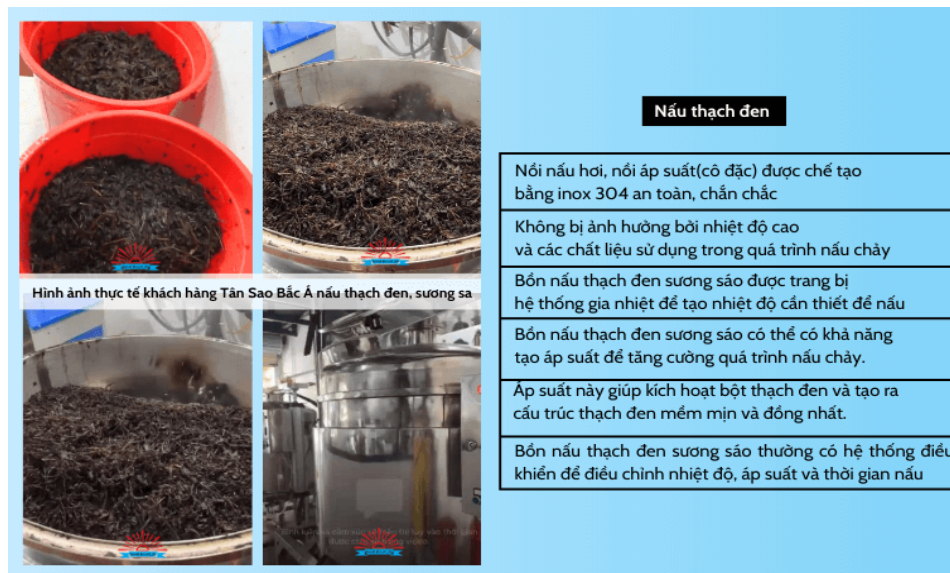 Nấu thạch đen
Nồi nấu hơi, nồi áp suất(cô đặc) được chế tạo
bằng inox 304 an toàn, chắn chắc
Không bị ảnh hưởng bởi nhiệt độ cao
và các chất liệu sử dụng trong quá trình nấu chảy
Hình ảnh thực tế khách hàng Tân Sao Bắc Á nấu thạch đen, sương sa
Bồn nấu thạch đen sương sáo được trang bị
hệ thống gia nhiệt để tạo nhiệt độ cần thiết để nấu
Bồn nấu thạch đen sương sáo có thể có khả năng
tạo áp suất để tăng cường quá trình nấu chảy.
Áp suất này giúp kích hoạt bột thạch đen và tạo ra
cấu trúc thạch đen mềm mịn và đồng nhất.
Bồn nấu thạch đen sương sáo thường có hệ thống điều
khiển để điều chỉnh nhiệt độ, áp suất và thời gian nấu